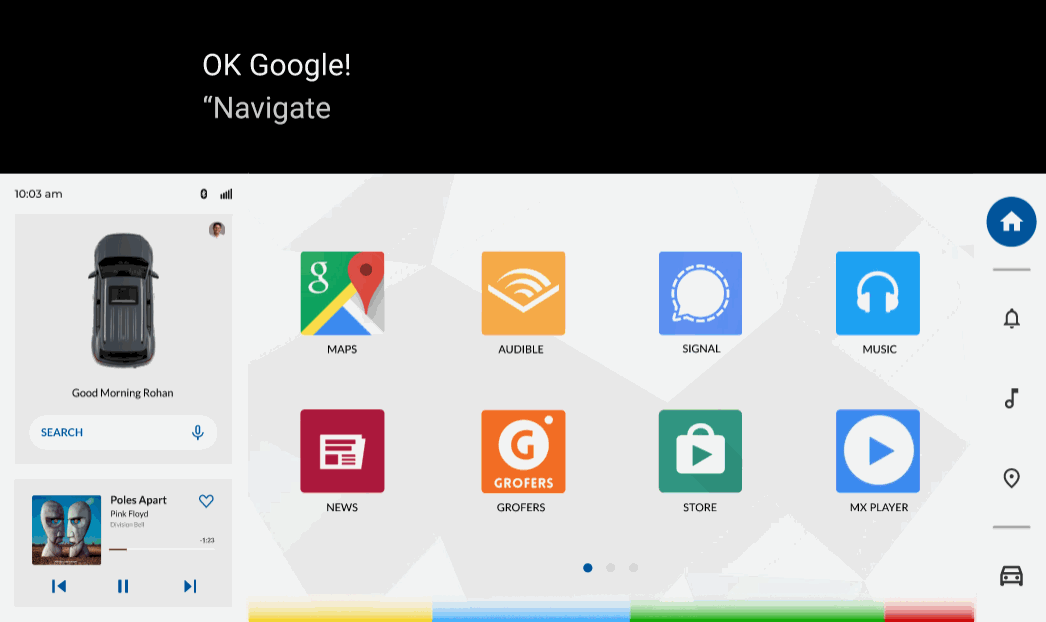 OK Google!
“Navigate
10:03 am
Good Morning Rohan
SEARCH
Poles Apart
Pink Floyd
Division Bell
-1:23
g
MAPS
AUDIBLE
SIGNAL
MUSIC
G
GROFERS
NEWS
GROFERS
STORE
MX PLAYER